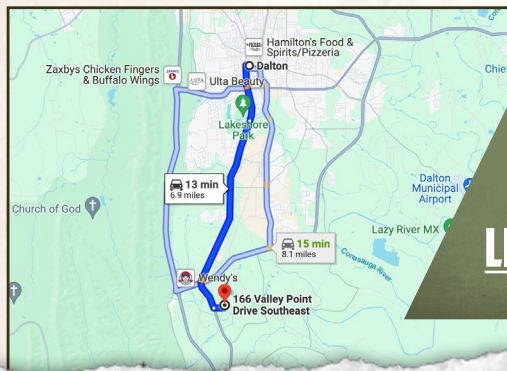 Hamilton's Food &
Spirits/Pizzeria
Dalton
Zaxbys Chicken Fingers
& Buffalo Wings
ULTA
Ulta Beauty
Chie
Lakeshore
Park
13 min
6.9 miles
Dalton
Municipal
Airport
Church of God
Lazy River MX
15 min
8.1 miles
Conasauga River
Wendy's
166 Valley Point
Drive Southeast